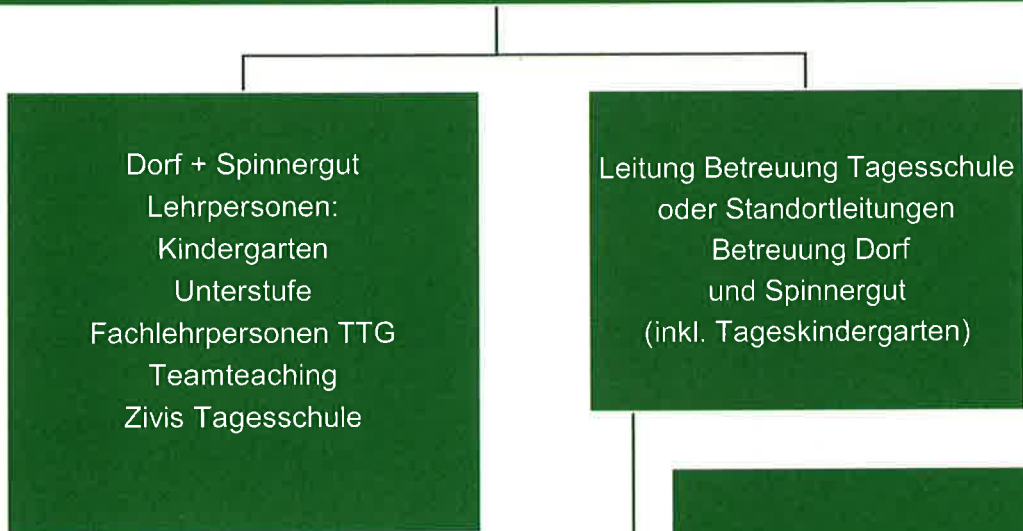 Dorf + Spinnergut
Lehrpersonen:
Kindergarten
Unterstufe
Fachlehrpersonen TTG
Teamteaching
Zivis Tagesschule
Leitung Betreuung Tagesschule
oder Standortleitungen
Betreuung Dorf
und Spinnergut
(inkl. Tageskindergarten)